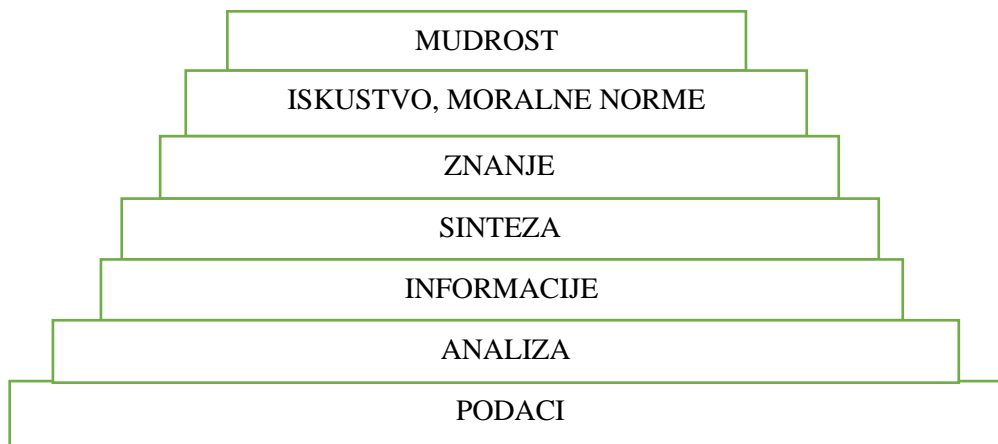 MUDROST
ISKUSTVO, MORALNE NORME
ZNANJE
SINTEZA
INFORMACIJE
ANALIZA
PODACI